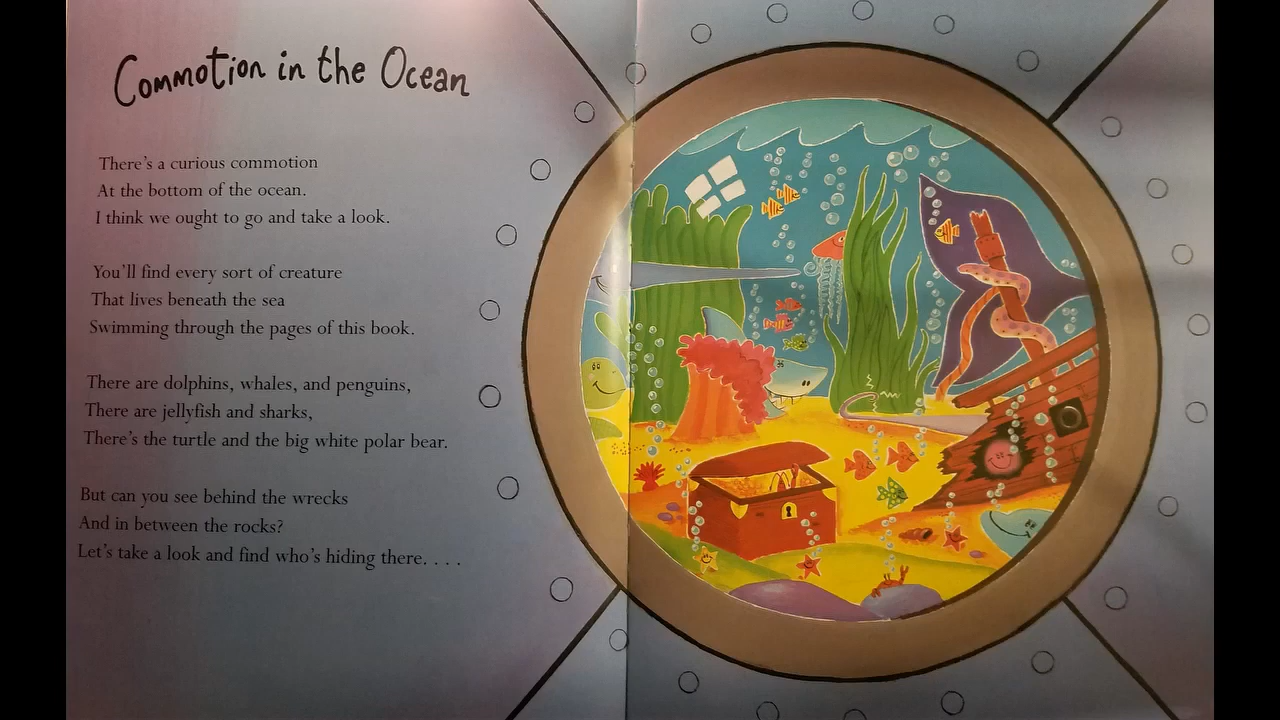 Commotion in the Ocean
There's a curious commotion
At the bottom of the ocean.
I think we ought to go and take a look.
You'll find every sort of creature
That lives beneath the sea
Swimming through the pages of this book.
There are dolphins, whales, and penguins,
There are jellyfish and sharks,
There's the turtle and the big white polar bear.
But can you see behind the wrecks
And in between the rocks?
Let's take a look and find who's hiding there. . . .